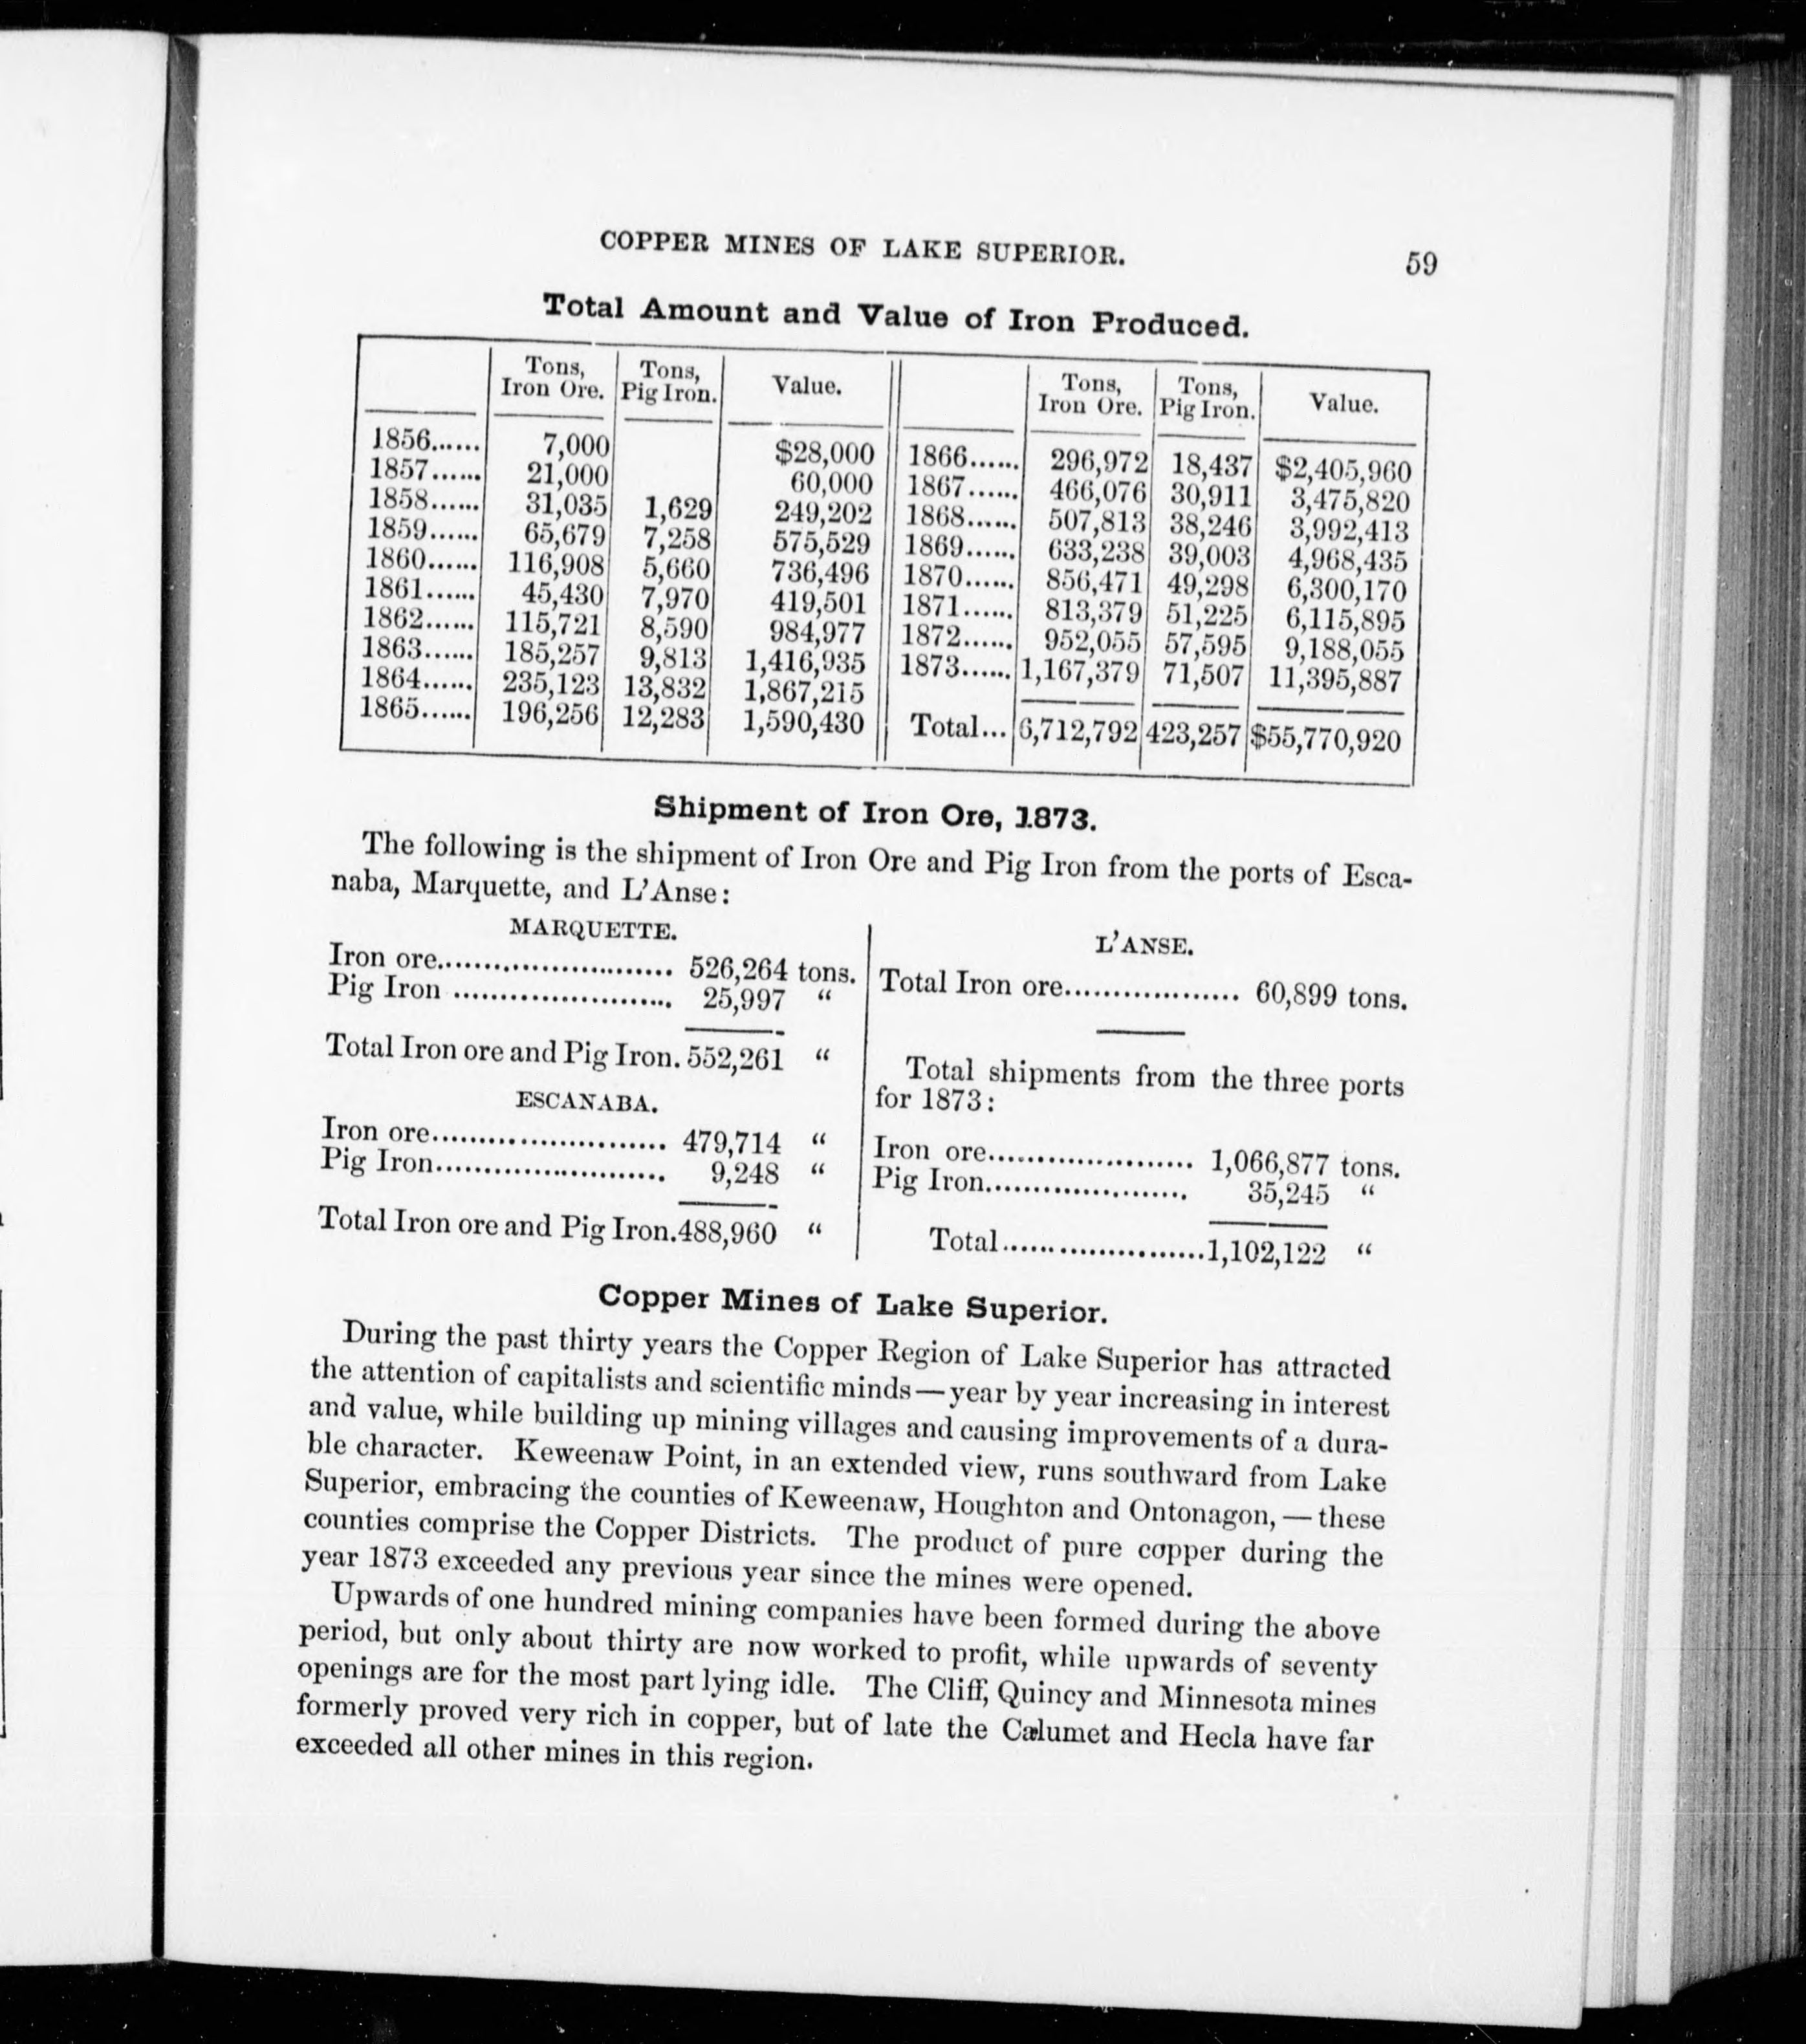 COPPER MINES OF LAKE SUPERIOR. 59
Total Amount and Value of Iron Produced.
Tons, Iron Ore. Tons, Pig Iron. Value. Tons, Iron Ore. Tons, Pig Iron. Value.
1856...... 7,000 $28,000 1866...... 296,972 18,437 $2,405,960
1857...... 21,000 60,000 1867...... 466,076 30,911 3,475,820
1858...... 31,035 1,629 249,202 1868...... 507,813 38,246 3,992,413
1859...... 65,679 7,258 575,529 1869...... 633,238 39,003 4,968,435
1860...... 116,908 5,660 736,496 1870...... 856,471 49,298 6,300,170
1861...... 45,430 7,970 419,501 1871...... 813,379 51,225 6,115,895
1862...... 115,721 8,590 984,977 1872...... 952,055 57,595 9,188,055
1863...... 185,257 9,813 1,416,935 1873...... 1,167,379 71,507 11,395,887
1864...... 235,123 13,832 1,867,215
1865...... 196,256 12,283 1,590,430 Total... 6,712,792 423,257 $55,770,920
Shipment of Iron Ore, 1873.
The following is the shipment of Iron Ore and Pig Iron from the ports of Esca-
naba, Marquette, and L'Anse:
MARQUETTE.
Iron ore.......................... 526,264 tons.
Pig Iron ........................ 25,997 "
Total Iron ore and Pig Iron. 552,261 "
ESCANABA.
Iron ore.......................... 479,714 "
Pig Iron......................... 9,248 "
Total Iron ore and Pig Iron.488,960 "
L'ANSE.
Total Iron ore................... 60,899 tons.
Total shipments from the three ports
for 1873:
Iron ore....................... 1,066,877 tons.
Pig Iron...................... 35,245 "
Total......................1,102,122 "
Copper Mines of Lake Superior.
During the past thirty years the Copper Region of Lake Superior has attracted
the attention of capitalists and scientific minds—year by year increasing in interest
and value, while building up mining villages and causing improvements of a dura-
ble character. Keweenaw Point, in an extended view, runs southward from Lake
Superior, embracing the counties of Keweenaw, Houghton and Ontonagon,—these
counties comprise the Copper Districts. The product of pure copper during the
year 1873 exceeded any previous year since the mines were opened.
Upwards of one hundred mining companies have been formed during the above
period, but only about thirty are now worked to profit, while upwards of seventy
openings are for the most part lying idle. The Cliff, Quincy and Minnesota mines
formerly proved very rich in copper, but of late the Calumet and Hecla have far
exceeded all other mines in this region.